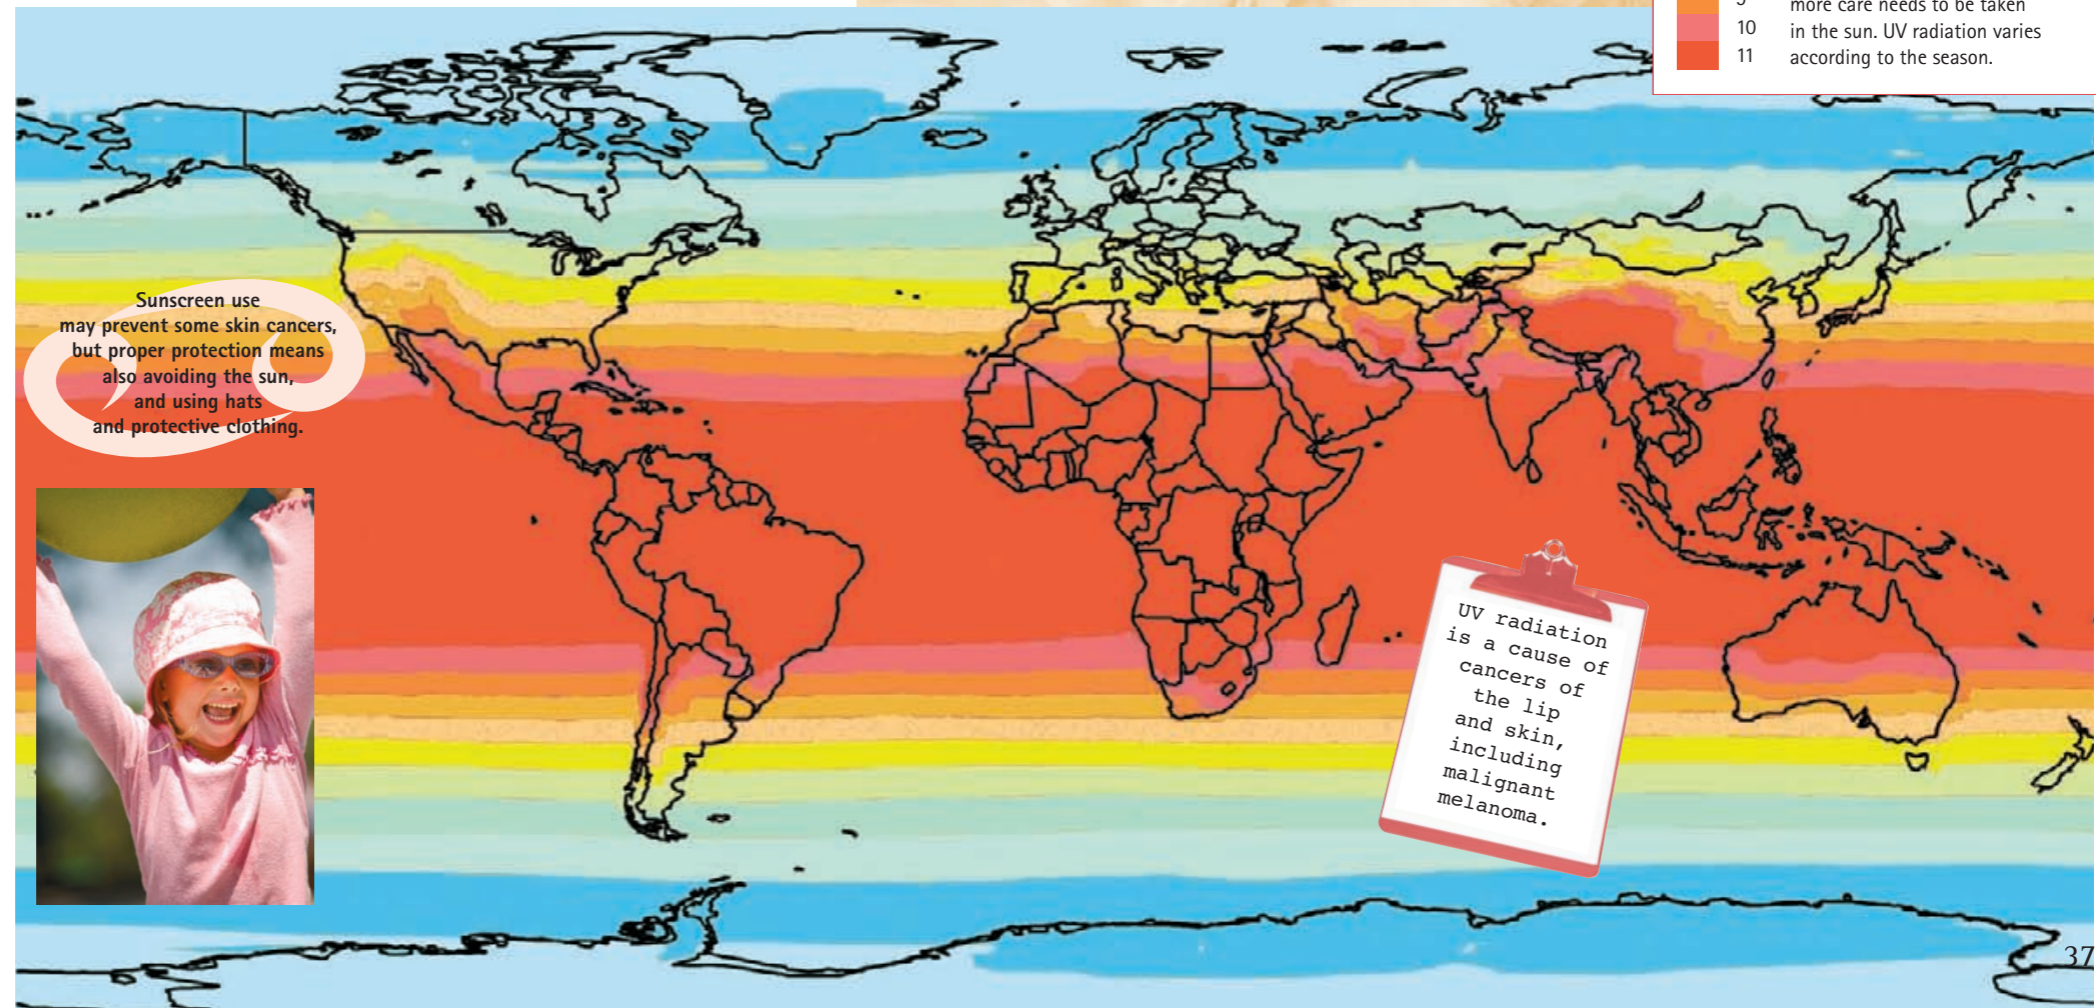 more care needs to be taken
10 in the sun. UV radiation varies
11 according to the season.
Sunscreen use
may prevent some skin cancers,
but proper protection means
also avoiding the sun,
and using hats
and protective clothing.
UV radiation
is a cause of
cancers of
the lip
and skin,
including
malignant
melanoma.
37